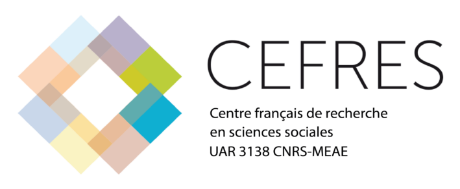 CEFRES
Centre français de recherche
en sciences sociales
UAR 3138 CNRS-MEAE